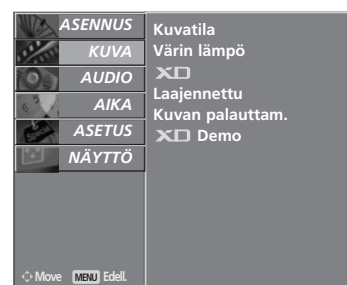 ASENNUS
KUVA
AUDIO
AIKA
ASETUS
NÄYTTÖ
Kuvatila
Värin lämpö
XD
Laajennettu
Kuvan palauttam.
XD Demo
Move MENU Edell.